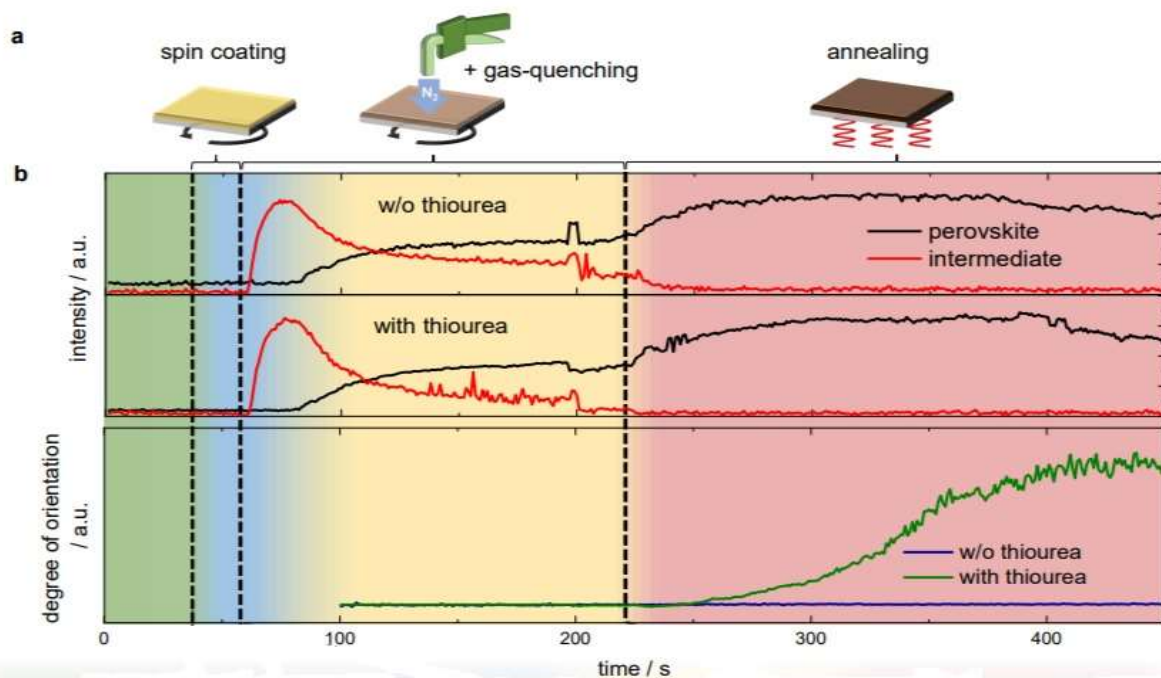 a
spin coating
+ gas-quenching
annealing
N2
b
w/o thiourea
perovskite
intermediate
with thiourea
intensity / a.u.
degree of orientation
/ a.u.
w/o thiourea
with thiourea
0
100
200
300
400
time / s